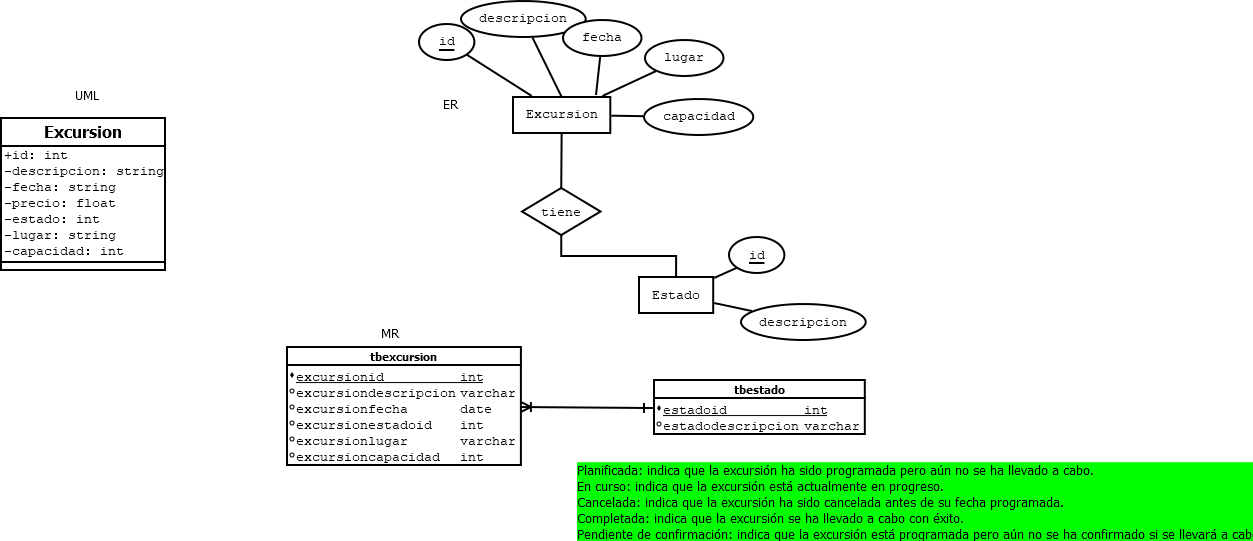 UML
Excursion
+id: int
-descripcion: string
-fecha: string
-precio: float
-estado: int
-lugar: string
-capacidad: int
ER
id
descripcion
fecha
lugar
capacidad
Excursion
tiene
Estado
id
descripcion
MR
tbexcursion
excursionid int
excursiondescripcion varchar
excursionfecha date
excursionestadoid int
excursionlugar varchar
excursioncapacidad int
tbestado
estadoid int
estadodescripcion varchar
Planificada: indica que la excursión ha sido programada pero aún no se ha llevado a cabo.
En curso: indica que la excursión está actualmente en progreso.
Cancelada: indica que la excursión ha sido cancelada antes de su fecha programada.
Completada: indica que la excursión se ha llevado a cabo con éxito.
Pendiente de confirmación: indica que la excursión está programada pero aún no se ha confirmado si se llevará a cab